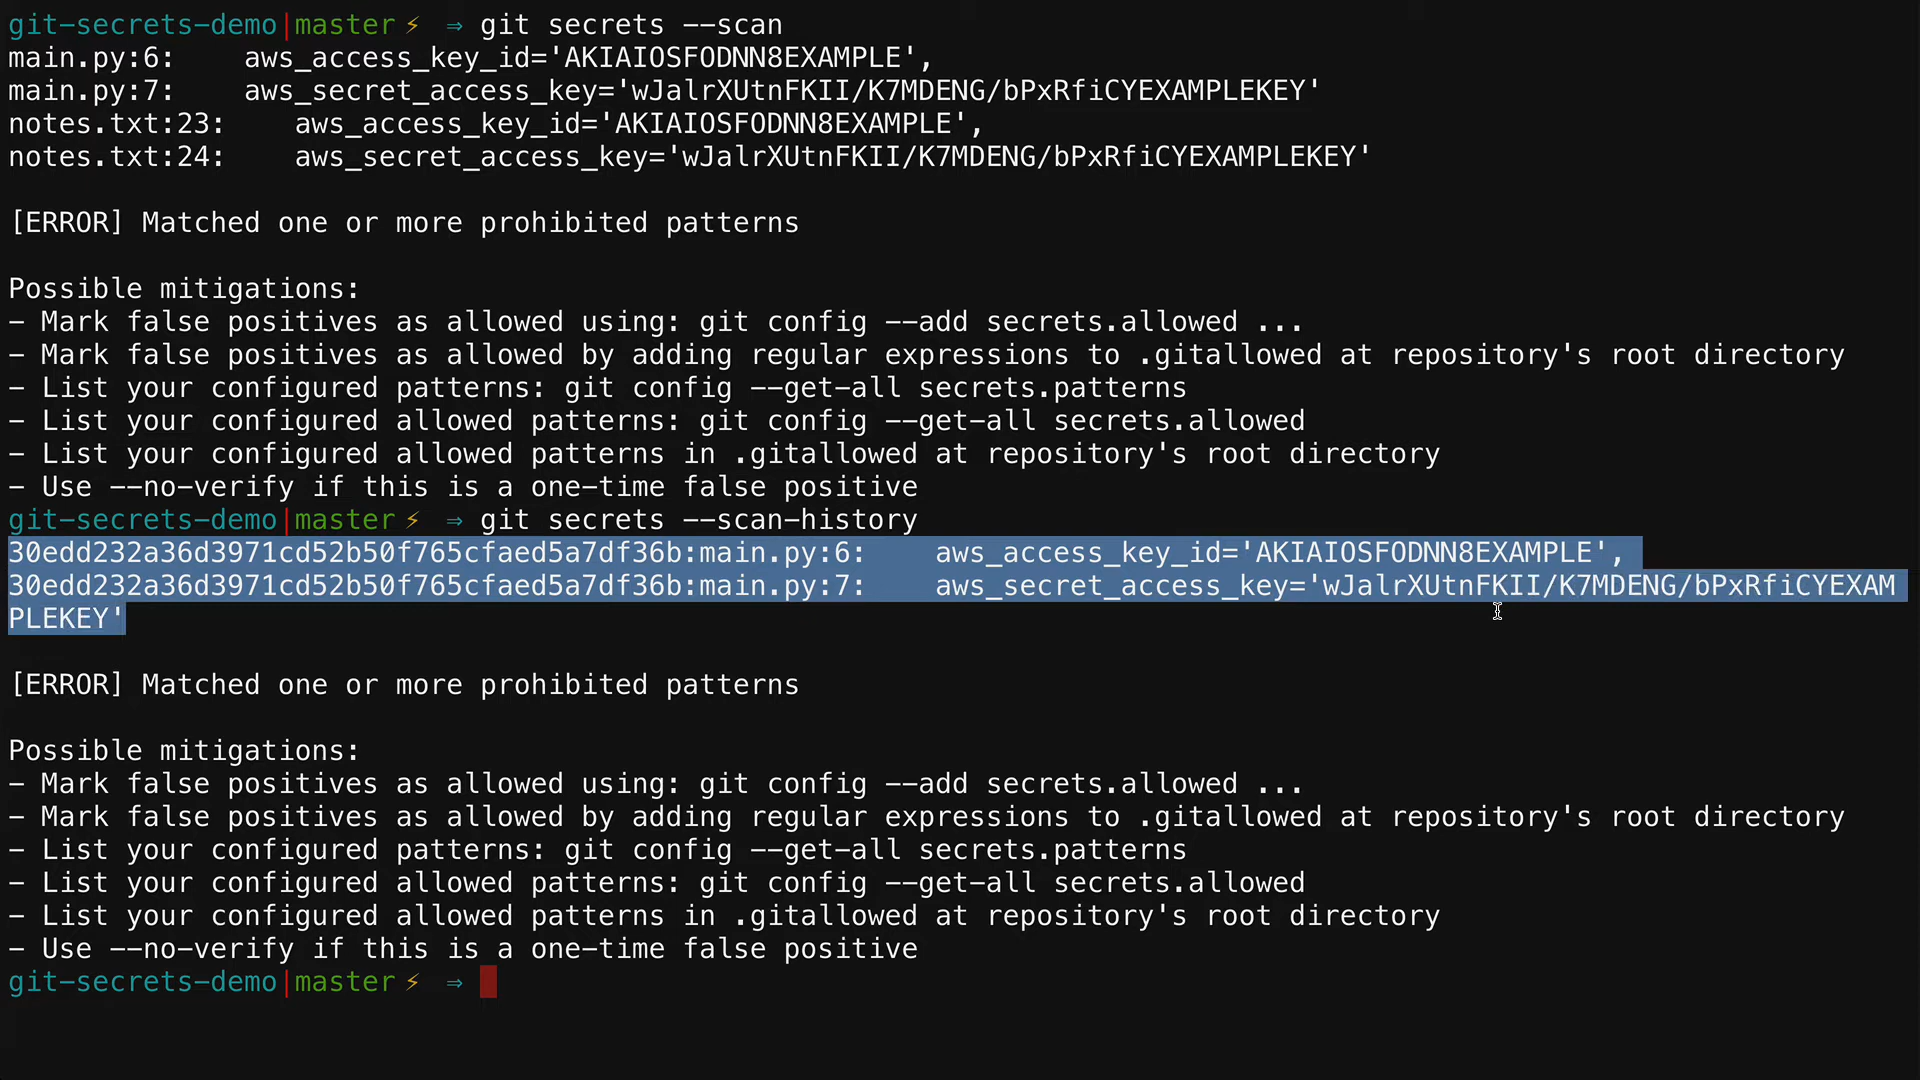 git-secrets-demo|master⚡ ⇒ git secrets --scan
main.py:6:    aws_access_key_id='AKIAIOSFODNN8EXAMPLE',
main.py:7:    aws_secret_access_key='wJalrXUtnFKII/K7MDENG/bPxRfiCYEXAMPLEKEY'
notes.txt:23:    aws_access_key_id='AKIAIOSFODNN8EXAMPLE',
notes.txt:24:    aws_secret_access_key='wJalrXUtnFKII/K7MDENG/bPxRfiCYEXAMPLEKEY'
[ERROR] Matched one or more prohibited patterns
Possible mitigations:
- Mark false positives as allowed using: git config --add secrets.allowed ...
- Mark false positives as allowed by adding regular expressions to .gitallowed at repository's root directory
- List your configured patterns: git config --get-all secrets.patterns
- List your configured allowed patterns: git config --get-all secrets.allowed
- List your configured allowed patterns in .gitallowed at repository's root directory
- Use --no-verify if this is a one-time false positive
git-secrets-demo|master⚡ ⇒ git secrets --scan-history
30edd232a36d3971cd52b50f765cfaed5a7df36b:main.py:6:    aws_access_key_id='AKIAIOSFODNN8EXAMPLE',
30edd232a36d3971cd52b50f765cfaed5a7df36b:main.py:7:    aws_secret_access_key='wJalrXUtnFKII/K7MDENG/bPxRfiCYEXAM
PLEKEY'
[ERROR] Matched one or more prohibited patterns
Possible mitigations:
- Mark false positives as allowed using: git config --add secrets.allowed ...
- Mark false positives as allowed by adding regular expressions to .gitallowed at repository's root directory
- List your configured patterns: git config --get-all secrets.patterns
- List your configured allowed patterns: git config --get-all secrets.allowed
- List your configured allowed patterns in .gitallowed at repository's root directory
- Use --no-verify if this is a one-time false positive
git-secrets-demo|master⚡ ⇒